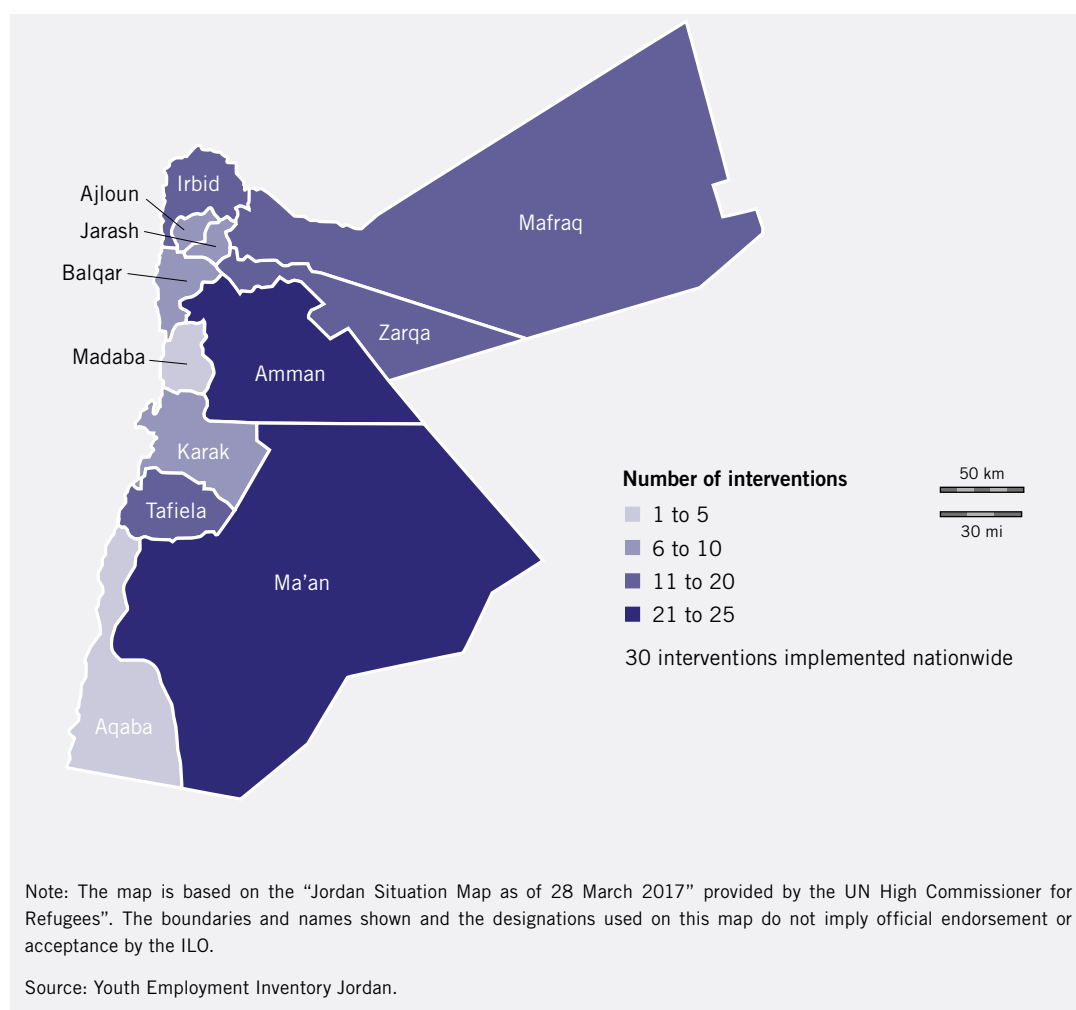 Irbid
Ajloun
Jarash
Mafraq
Balqar
Zarqa
Madaba
Amman
Karak
Tafiela
Ma’an
Aqaba
Number of interventions
1 to 5
6 to 10
11 to 20
21 to 25
30 interventions implemented nationwide
50 km
30 mi
Note: The map is based on the “Jordan Situation Map as of 28 March 2017” provided by the UN High Commissioner for
Refugees”. The boundaries and names shown and the designations used on this map do not imply official endorsement or
acceptance by the ILO.
Source: Youth Employment Inventory Jordan.